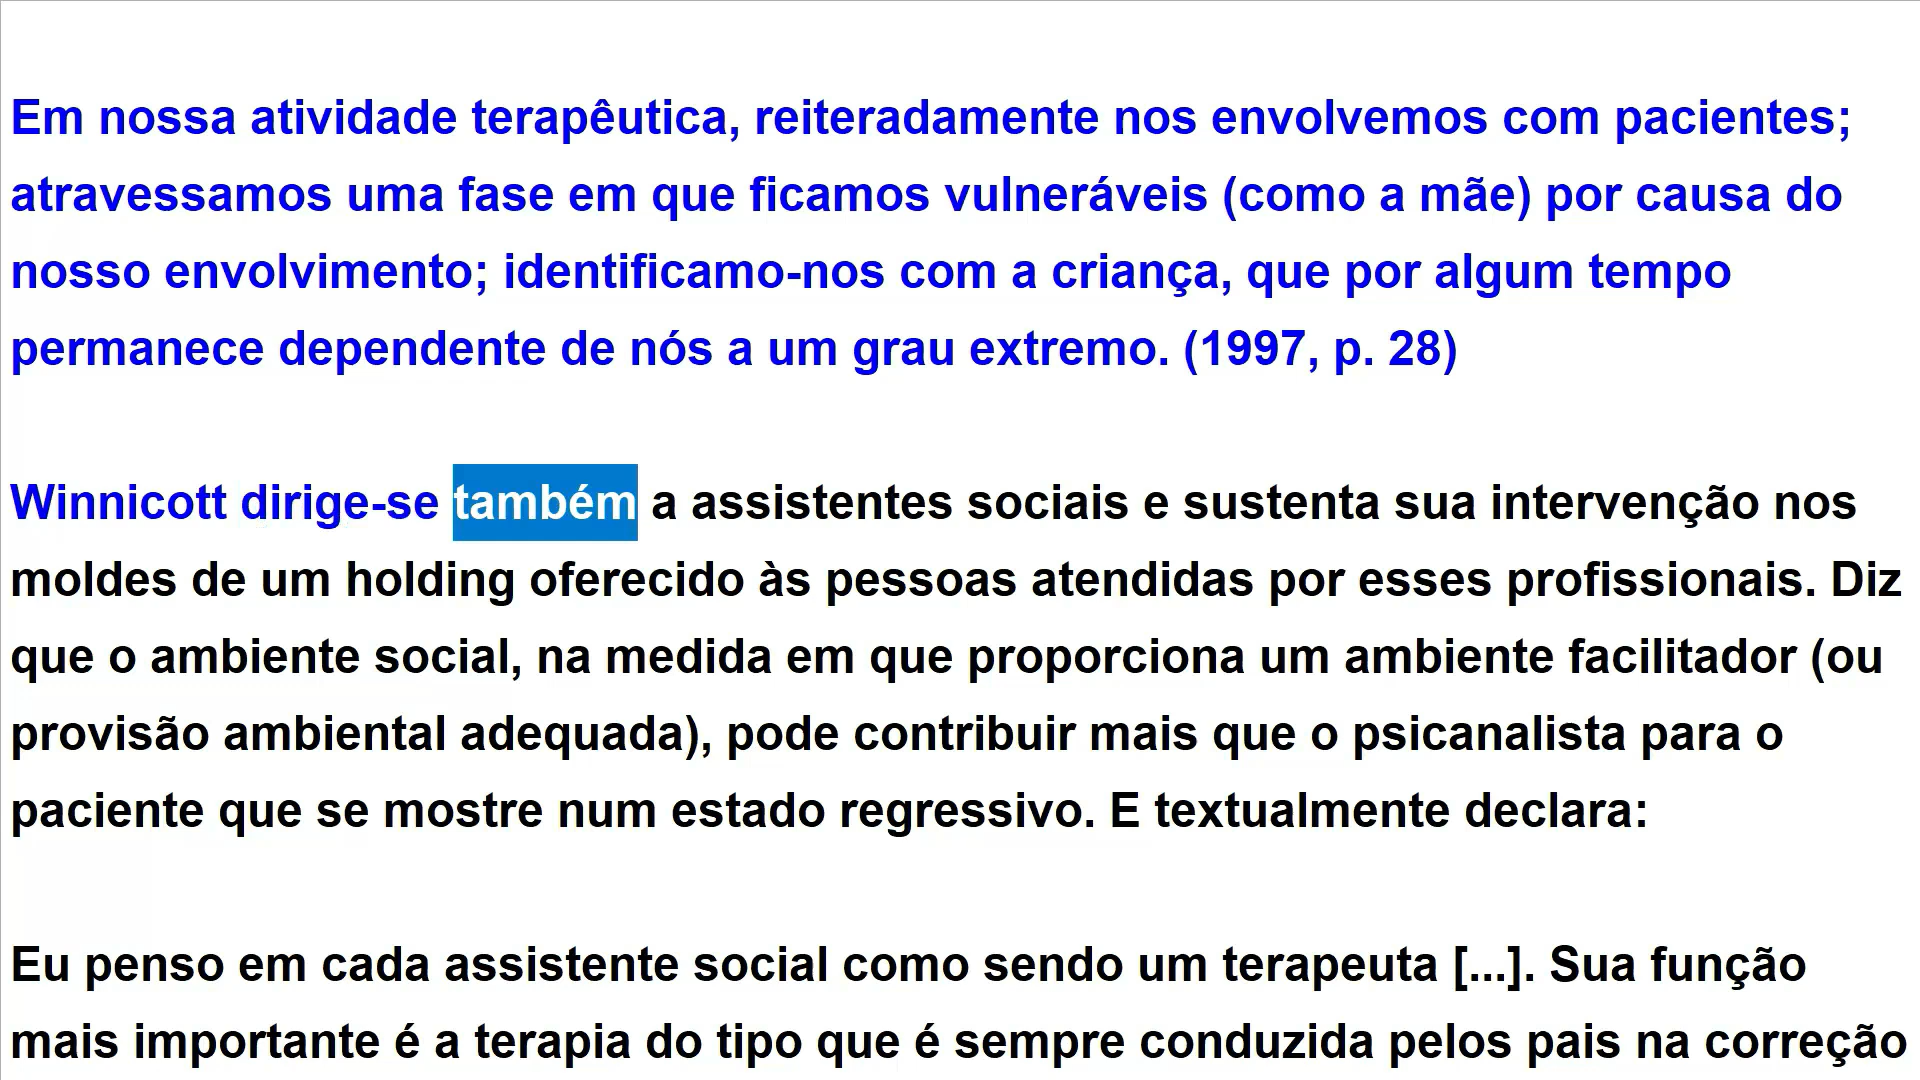 Em nossa atividade terapêutica, reiteradamente nos envolvemos com pacientes;
atravessamos uma fase em que ficamos vulneráveis (como a mãe) por causa do
nosso envolvimento; identificamo-nos com a criança, que por algum tempo
permanece dependente de nós a um grau extremo. (1997, p. 28)
Winnicott dirige-se também a assistentes sociais e sustenta sua intervenção nos
moldes de um holding oferecido às pessoas atendidas por esses profissionais. Diz
que o ambiente social, na medida em que proporciona um ambiente facilitador (ou
provisão ambiental adequada), pode contribuir mais que o psicanalista para o
paciente que se mostre num estado regressivo. E textualmente declara:
Eu penso em cada assistente social como sendo um terapeuta [...]. Sua função
mais importante é a terapia do tipo que é sempre conduzida pelos pais na correção